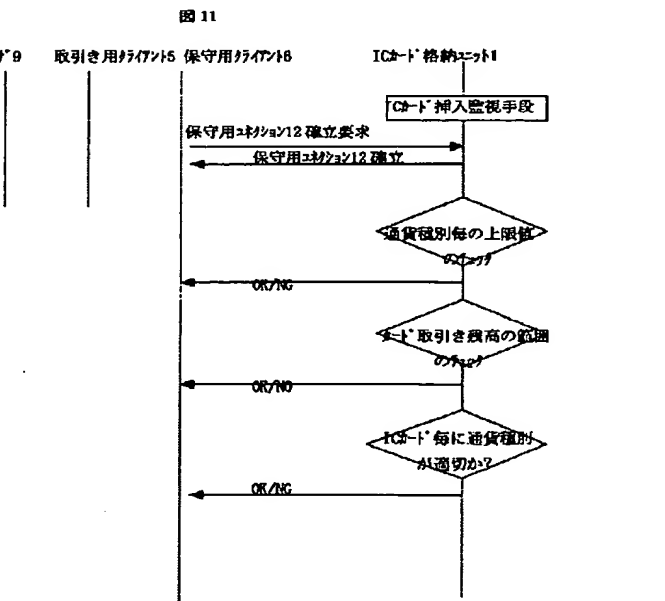 図 11
ｻﾞ9 取引き用ｸﾗｲｱﾝﾄ5 保守用ｸﾗｲｱﾝﾄ6 ICｶｰﾄﾞ格納ﾕﾆｯﾄ1
ICｶｰﾄﾞ挿入監視手段
保守用ｺﾈｸｼｮﾝ12 確立要求
保守用ｺﾈｸｼｮﾝ12 確立
通貨種別毎の上限値
のﾁｪｯｸ
OK/NG
ｶｰﾄﾞ取引き残高の範囲
のﾁｪｯｸ
OK/NG
ICｶｰﾄﾞ毎に通貨種別
が適切か?
OK/NG